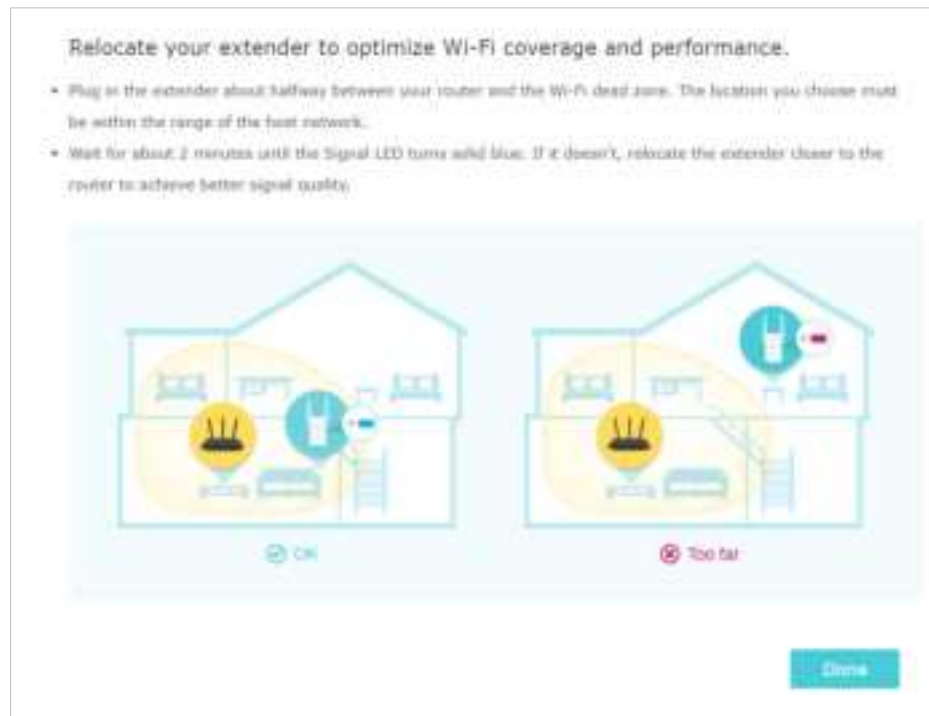 Relocate your extender to optimize Wi-Fi coverage and performance.
• Plug in the extender about halfway between your router and the Wi-Fi dead zone. The location you choose must
be within the range of the host network.
• Wait for about 2 minutes until the Signal LED turns solid blue. If it doesn't, relocate the extender closer to the
router to achieve better signal quality.
OK
Too far
Done